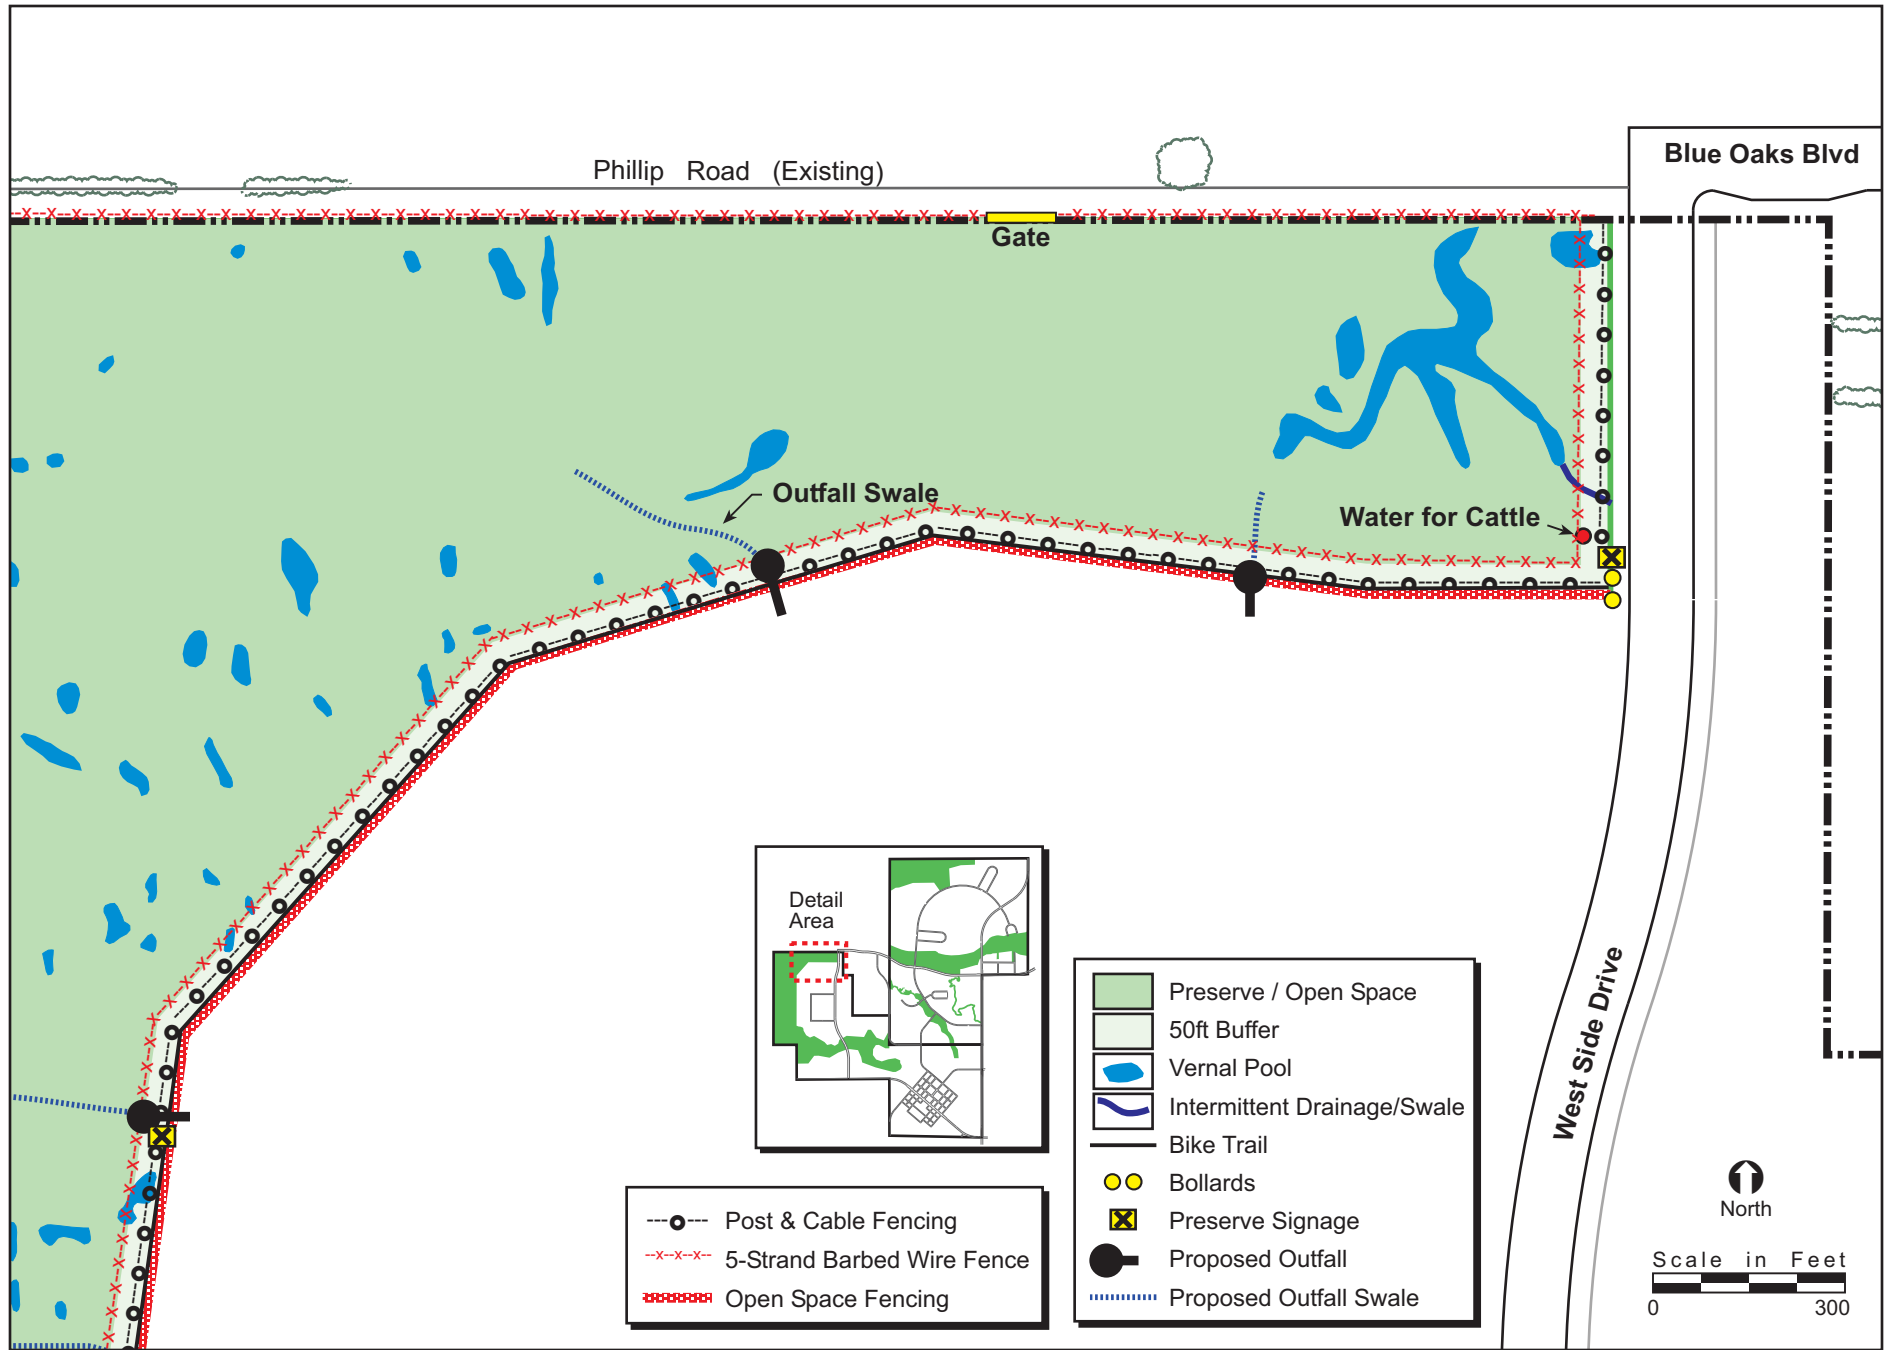 Blue Oaks Blvd
Phillip Road (Existing)
Gate
Outfall Swale
Water for Cattle
Detail
Area
West Side Drive
Preserve / Open Space
50ft Buffer
Vernal Pool
Intermittent Drainage/Swale
Bike Trail
Bollards
Preserve Signage
Proposed Outfall
Proposed Outfall Swale
Post & Cable Fencing
5-Strand Barbed Wire Fence
Open Space Fencing
North
Scale in Feet
0 300